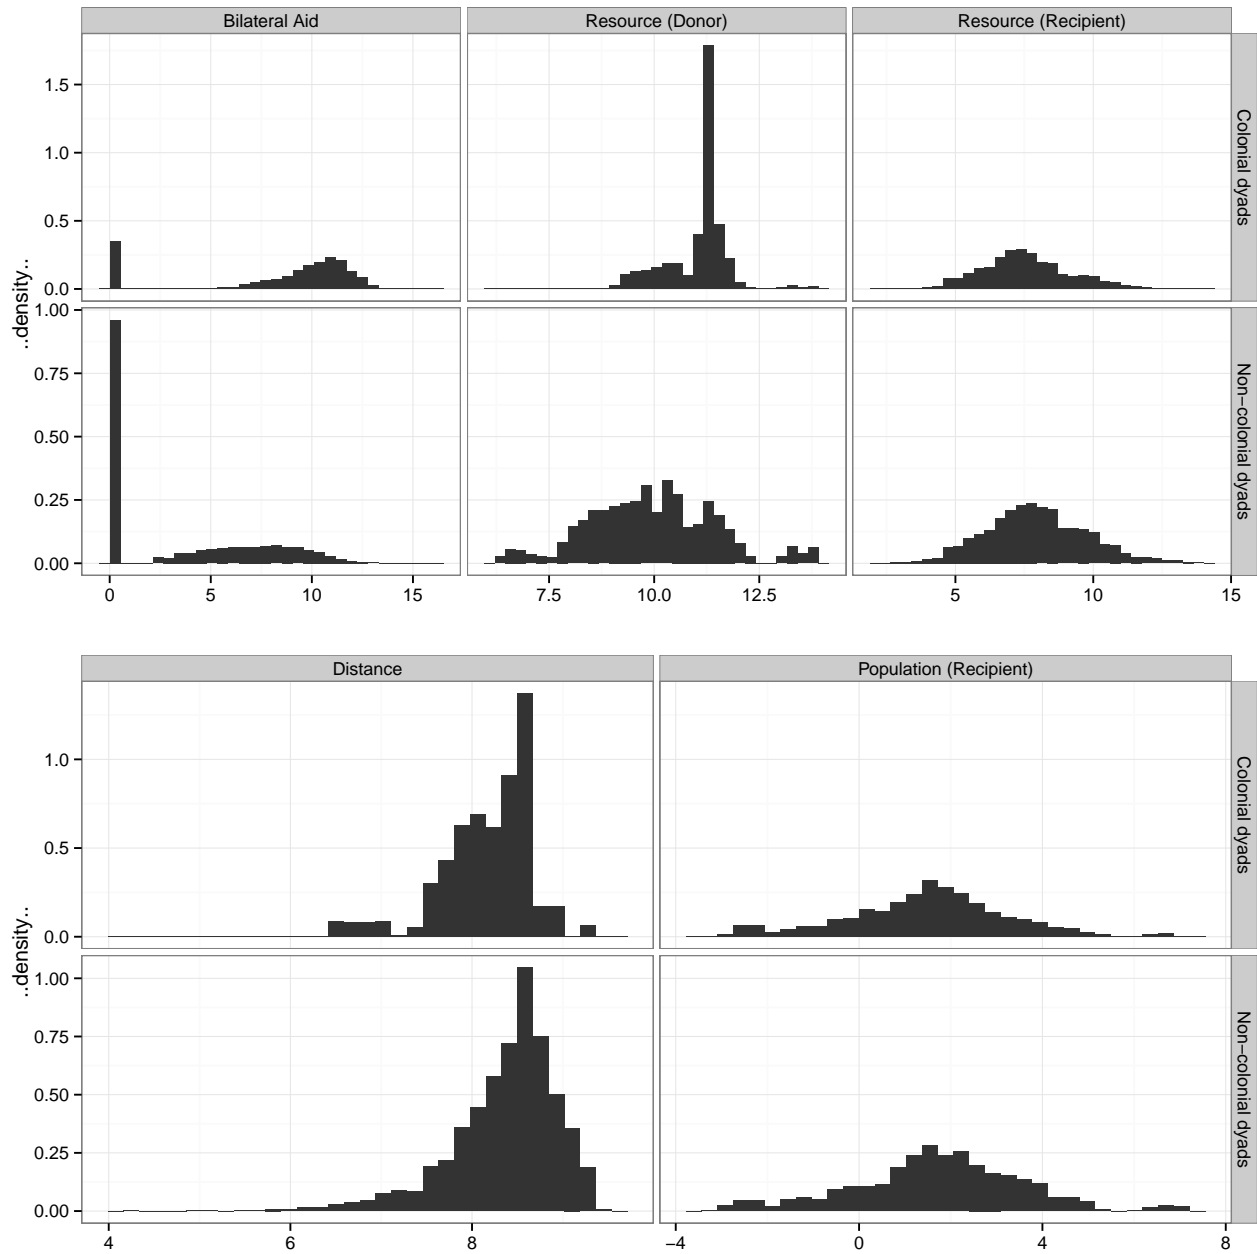 Bilateral Aid Resource (Donor) Resource (Recipient)
1.5
1.0
0.5
0.0
Colonial dyads
..density..
1.00
0.75
0.50
0.25
0.00
Non−colonial dyads
0 5 10 15 7.5 10.0 12.5 5 10 15
Distance Population (Recipient)
1.0
0.5
0.0
Colonial dyads
..density..
1.00
0.75
0.50
0.25
0.00
Non−colonial dyads
4 6 8 −4 0 4 8